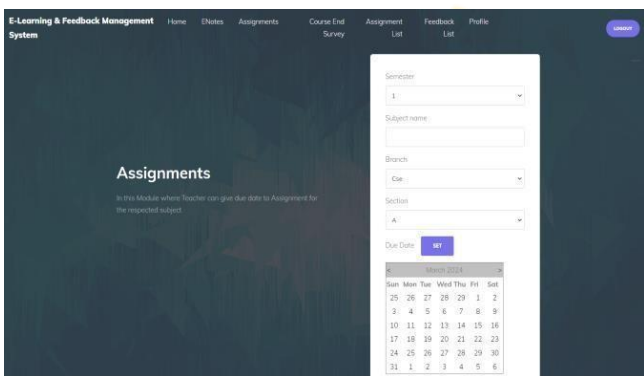 E-Learning & Feedback Management System
Home
ENotes
Assignments
Course End Survey
Assignment List
Feedback List
Profile
LOGOUT
Assignments
In this Module where Teacher can give due date to Assignment for
the respected subject
Semester
1
Subject name
Branch
Cse
Section
A
Due Date SET
< March 2024 >
Sun Mon Tue Wed Thu Fri Sat
25 26 27 28 29 1 2
3 4 5 6 7 8 9
10 11 12 13 14 15 16
17 18 19 20 21 22 23
24 25 26 27 28 29 30
31 1 2 3 4 5 6